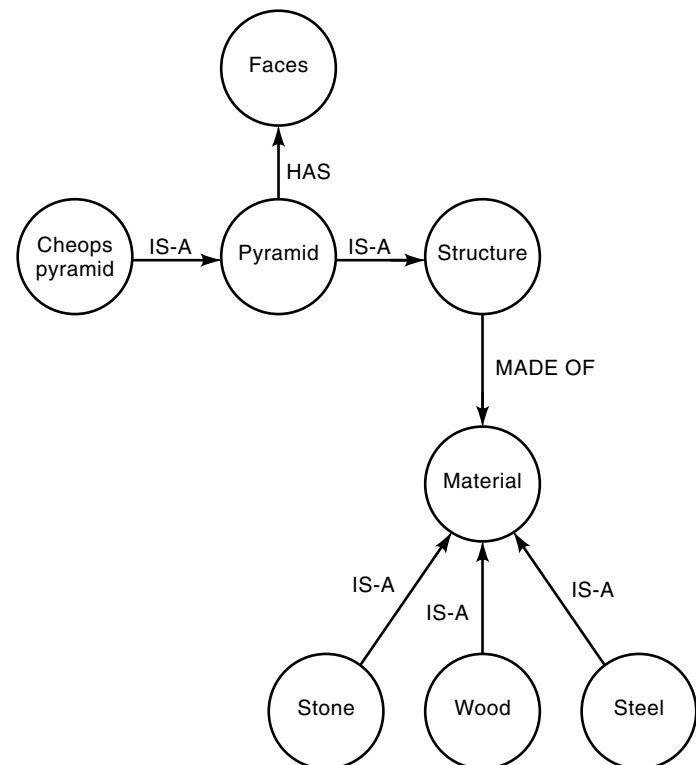 Faces
HAS
Cheops
pyramid
IS-A
Pyramid
IS-A
Structure
MADE OF
Material
IS-A
IS-A
IS-A
Stone
Wood
Steel